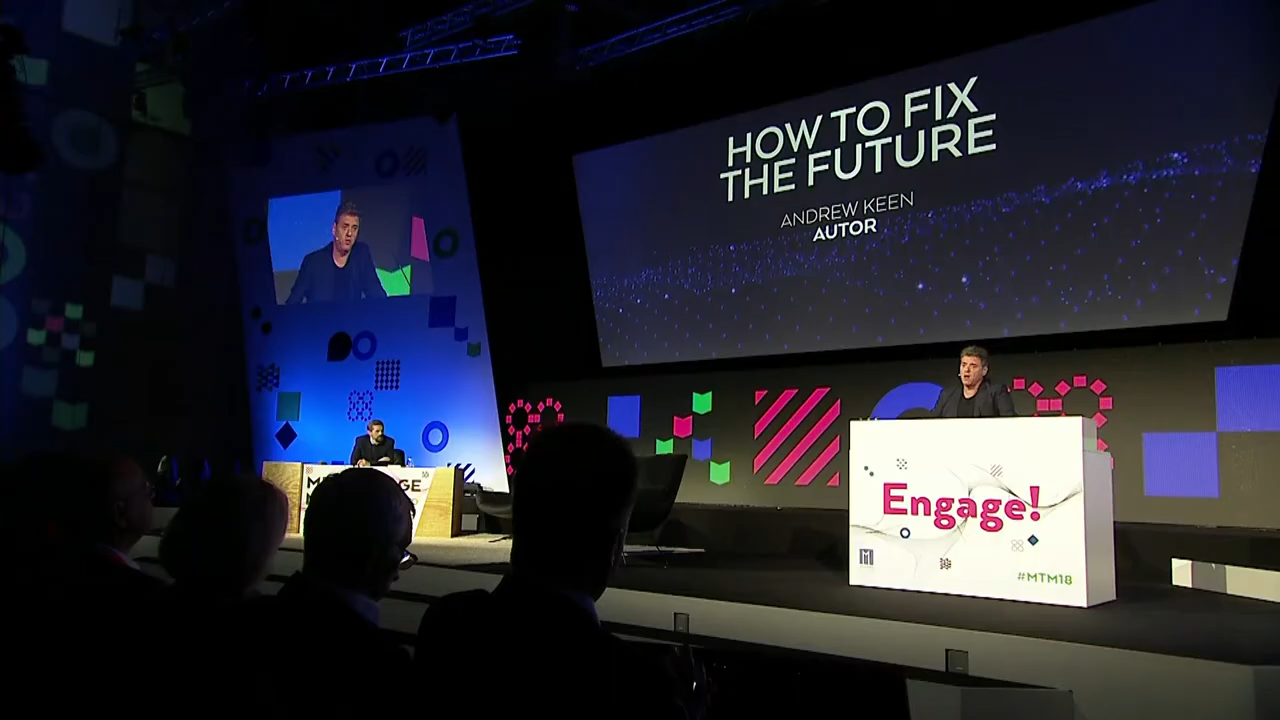 HOW TO FIX
THE FUTURE
ANDREW KEEN
AUTOR
Engage!
#MTM18